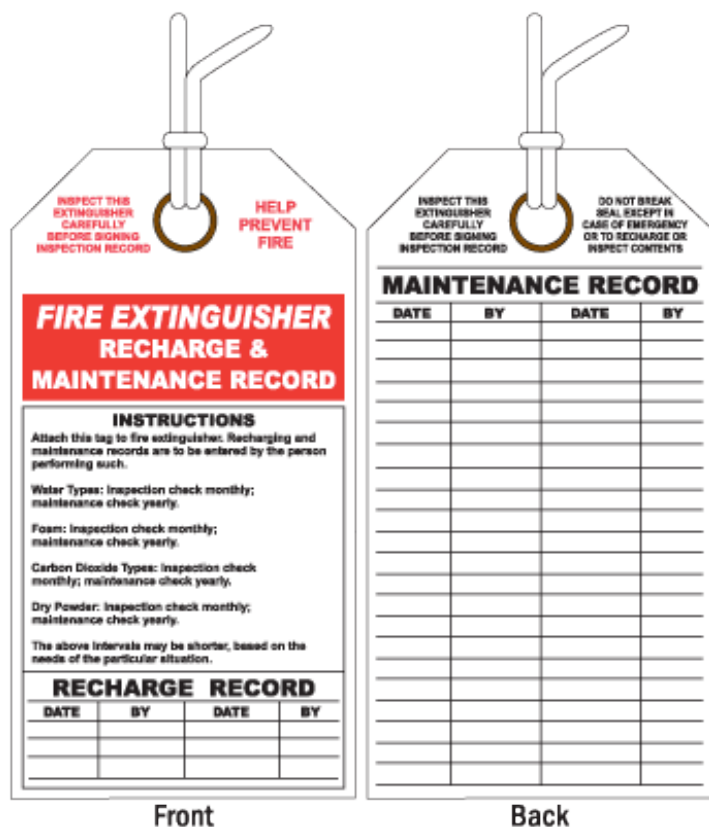 INSPECT THIS
EXTINGUISHER
CAREFULLY
BEFORE SIGNING
INSPECTION RECORD
HELP
PREVENT
FIRE
FIRE EXTINGUISHER
RECHARGE &
MAINTENANCE RECORD
INSTRUCTIONS
Attach this tag to fire extinguisher. Recharging and
maintenance records are to be entered by the person
performing such.
Water Types: Inspection check monthly;
maintenance check yearly.
Foam: Inspection check monthly;
maintenance check yearly.
Carbon Dioxide Types: Inspection check
monthly; maintenance check yearly.
Dry Powder: Inspection check monthly;
maintenance check yearly.
The above intervals may be shorter, based on the
needs of the particular situation.
RECHARGE RECORD
DATE BY DATE BY
Front
INSPECT THIS
EXTINGUISHER
CAREFULLY
BEFORE SIGNING
INSPECTION RECORD
DO NOT BREAK
SEAL EXCEPT IN
CASE OF EMERGENCY
OR TO RECHARGE OR
INSPECT CONTENTS
MAINTENANCE RECORD
DATE BY DATE BY
Back